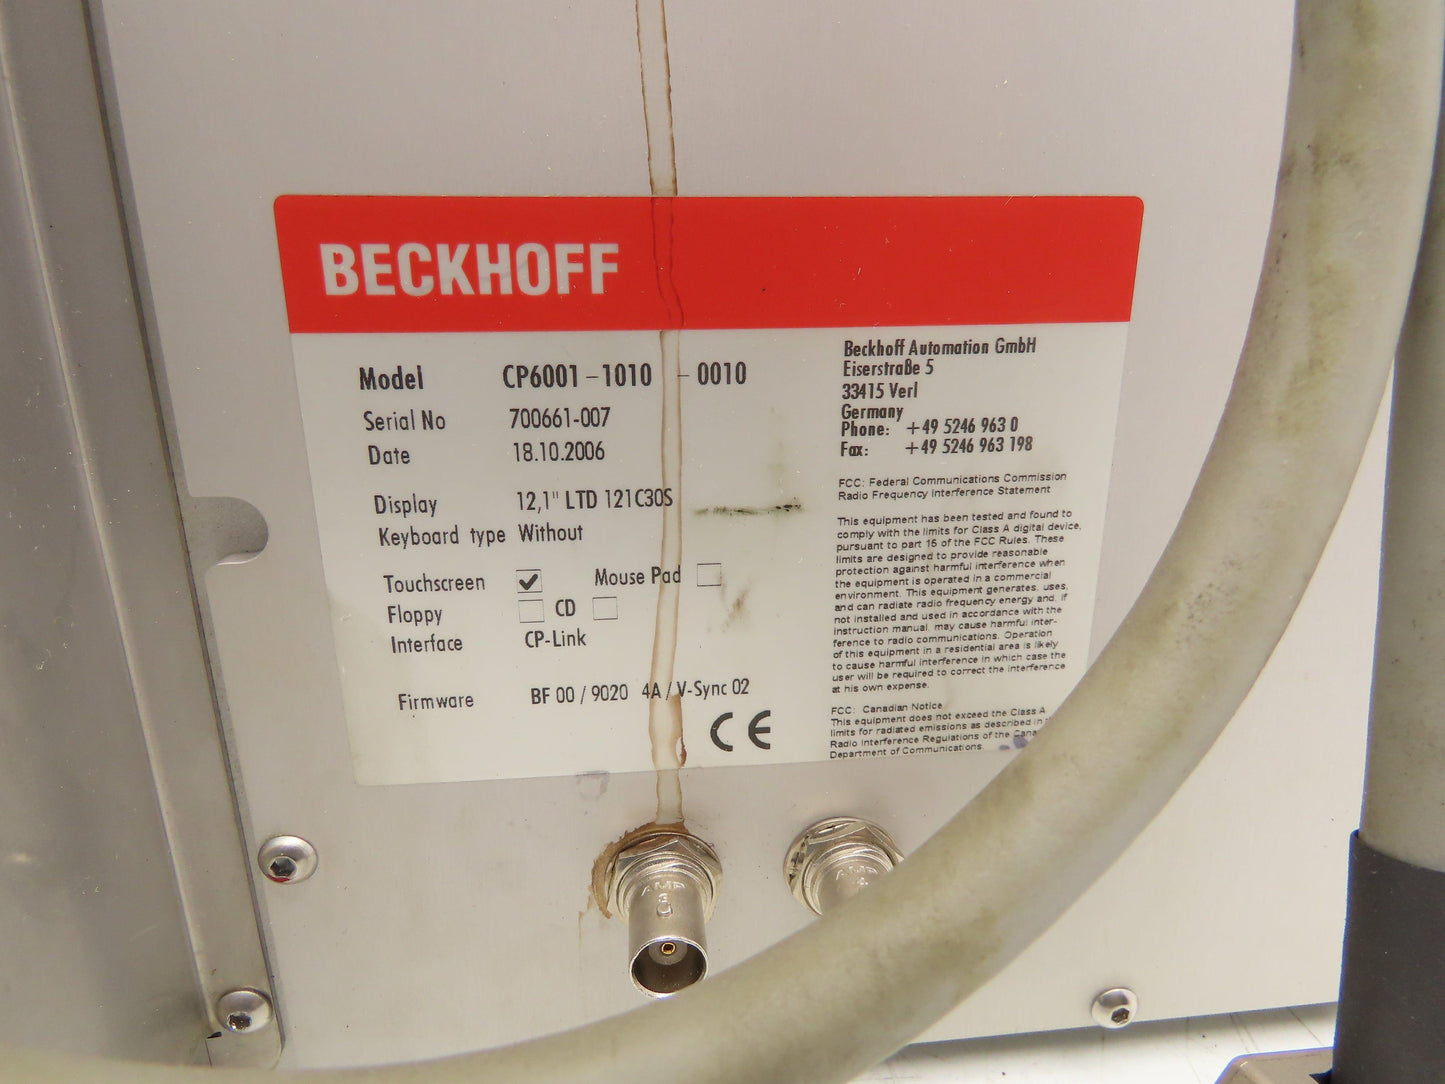 BECKHOFF
Model CP6001-1010 -0010
Serial No 700661-007
Date 18.10.2006
Display 12,1" LTD 121C30S
Keyboard type Without
Touchscreen ✔ Mouse Pad
Floppy CD
Interface CP-Link
Firmware BF 00 / 9020 4A / V-Sync 02
CE
Beckhoff Automation GmbH
Eiserstraße 5
33415 Verl
Germany
Phone: +49 5246 963 0
Fax: +49 5246 963 198
FCC: Federal Communications Commission
Radio Frequency Interference Statement
This equipment has been tested and found to
comply with the limits for Class A digital device,
pursuant to part 16 of the FCC Rules. These
limits are designed to provide reasonable
protection against harmful interference when
the equipment is operated in a commercial
environment. This equipment generates, uses,
and can radiate radio frequency energy and, if
not installed and used in accordance with the
instruction manual, may cause harmful inter-
ference to radio communications. Operation
of this equipment in a residential area is likely
to cause harmful interference in which case the
user will be required to correct the interference
at his own expense.
FCC: Canadian Notice
This equipment does not exceed the Class A
limits for radiated emissions as described in
Radio Interference Regulations of the
Department of Communications.
AMP
AMP